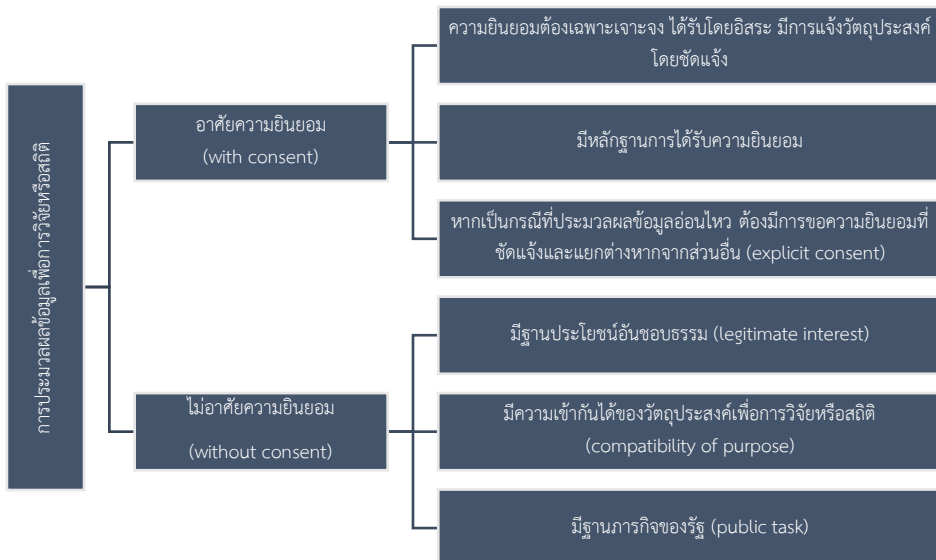 การประมวลผลข้อมูลเพื่อการวิจัยหรือสถิติ
อาศัยความยินยอม
(with consent)
ความยินยอมต้องเฉพาะเจาะจง ได้รับโดยอิสระ มีการแจ้งวัตถุประสงค์
โดยชัดแจ้ง
มีหลักฐานการได้รับความยินยอม
หากเป็นกรณีที่ประมวลผลข้อมูลอ่อนไหว ต้องมีการขอความยินยอมที่
ชัดแจ้งและแยกต่างหากจากส่วนอื่น (explicit consent)
ไม่อาศัยความยินยอม
(without consent)
มีฐานประโยชน์อันชอบธรรม (legitimate interest)
มีความเข้ากันได้ของวัตถุประสงค์เพื่อการวิจัยหรือสถิติ
(compatibility of purpose)
มีฐานภารกิจของรัฐ (public task)